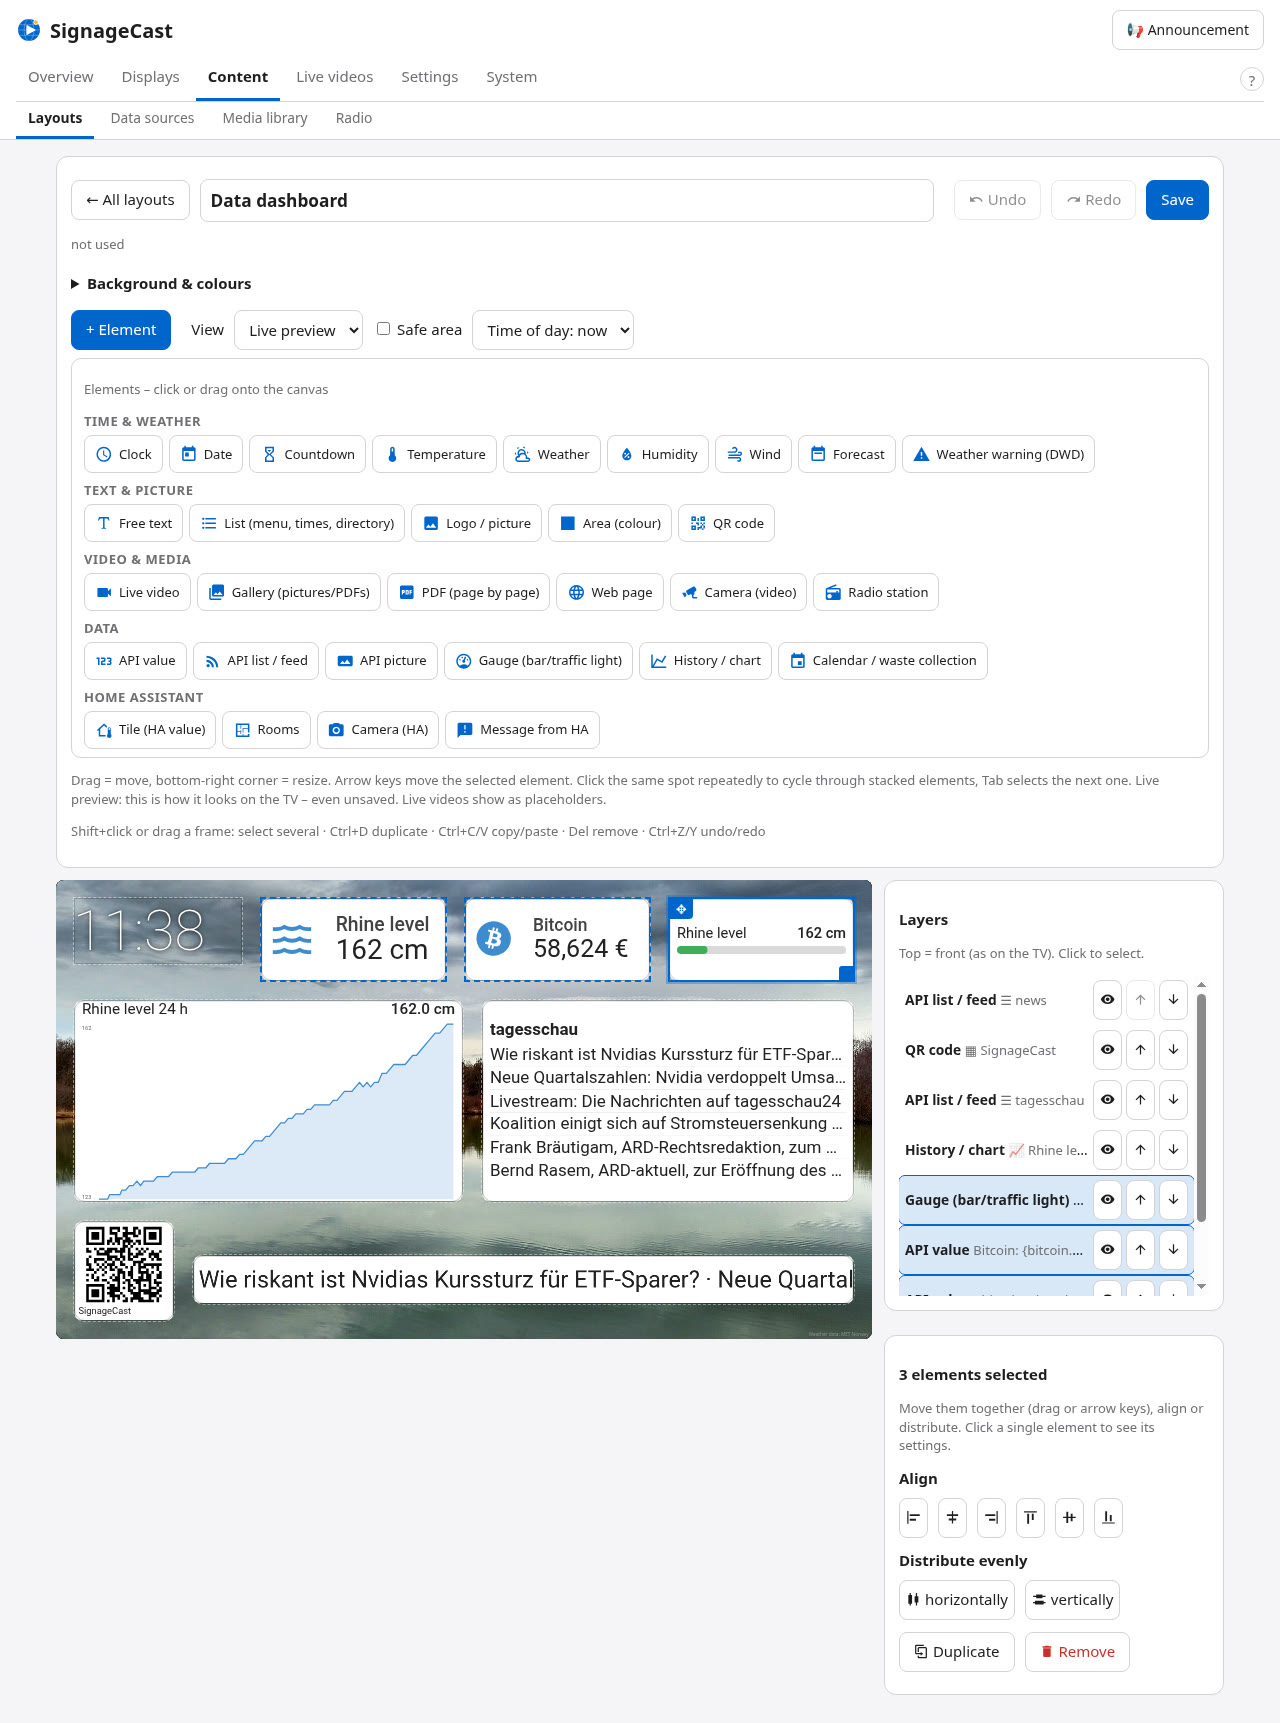 SignageCast
Announcement
Overview Displays Content Live videos Settings System ?
Layouts Data sources Media library Radio
← All layouts Data dashboard Undo Redo Save
not used
Background & colours
+ Element View Live preview Safe area Time of day: now
Elements – click or drag onto the canvas
TIME & WEATHER
Clock Date Countdown Temperature Weather Humidity Wind Forecast Weather warning (DWD)
TEXT & PICTURE
Free text List (menu, times, directory) Logo / picture Area (colour) QR code
VIDEO & MEDIA
Live video Gallery (pictures/PDFs) PDF (page by page) Web page Camera (video) Radio station
DATA
123 API value API list / feed API picture Gauge (bar/traffic light) History / chart Calendar / waste collection
HOME ASSISTANT
Tile (HA value) Rooms Camera (HA) Message from HA
Drag = move, bottom-right corner = resize. Arrow keys move the selected element. Click the same spot repeatedly to cycle through stacked elements, Tab selects the next one. Live
preview: this is how it looks on the TV – even unsaved. Live videos show as placeholders.
Shift+click or drag a frame: select several · Ctrl+D duplicate · Ctrl+C/V copy/paste · Del remove · Ctrl+Z/Y undo/redo
11:38
Rhine level
162 cm
Bitcoin
58,624 €
Rhine level 162 cm
Rhine level 24 h 162.0 cm
162
123
tagesschau
Wie riskant ist Nvidias Kurssturz für ETF-Spar...
Neue Quartalszahlen: Nvidia verdoppelt Umsa...
Livestream: Die Nachrichten auf tagesschau24
Koalition einigt sich auf Stromsteuersenkung ...
Frank Bräutigam, ARD-Rechtsredaktion, zum ...
Bernd Rasem, ARD-aktuell, zur Eröffnung des ...
SignageCast
Wie riskant ist Nvidias Kurssturz für ETF-Sparer? · Neue Quartal
Weather data: MET Norway
Layers
Top = front (as on the TV). Click to select.
API list / feed ☰ news
QR code ▦ SignageCast
API list / feed ☰ tagesschau
History / chart 📈 Rhine le...
Gauge (bar/traffic light) ...
API value Bitcoin: {bitcoin....
3 elements selected
Move them together (drag or arrow keys), align or
distribute. Click a single element to see its
settings.
Align
Distribute evenly
horizontally vertically
Duplicate Remove